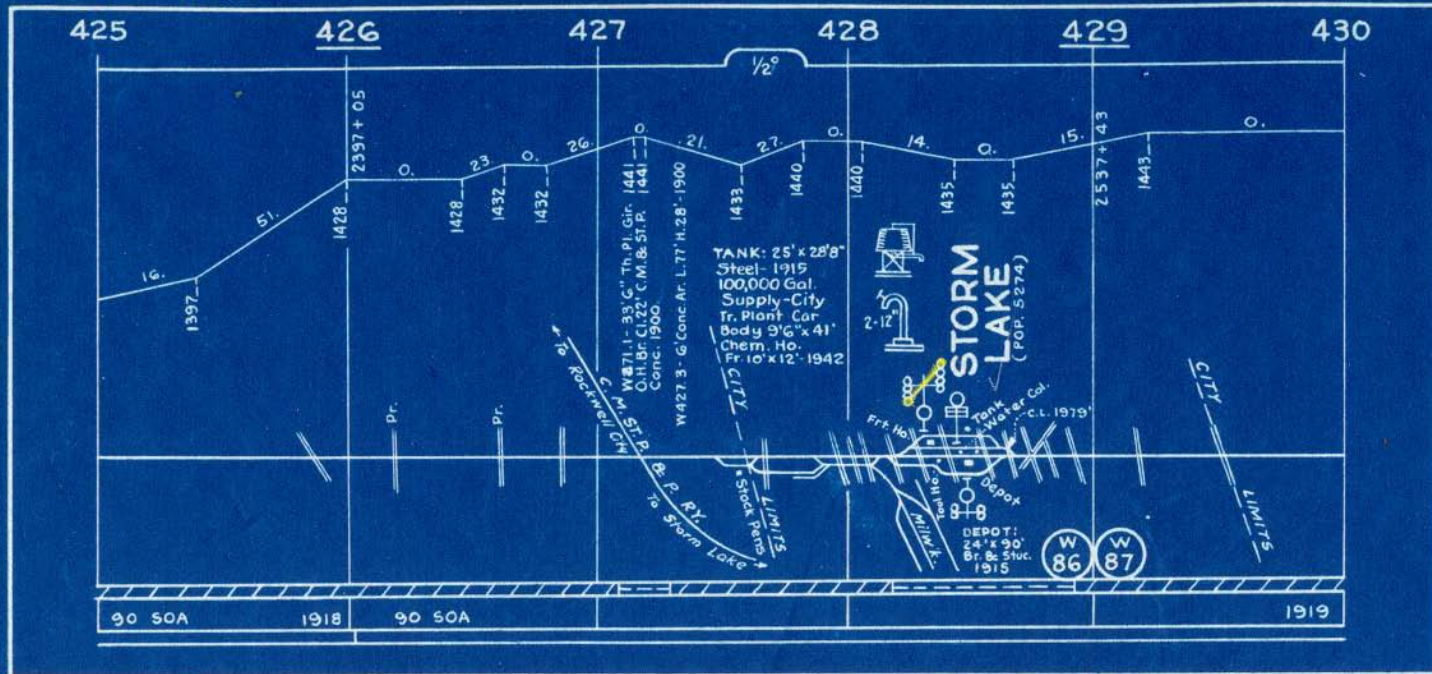 425 426 427 428 429 430
1/2°
2397 + 05
2537 + 43
16. 51. 0. 23. 0. 26. 0. 21. 27. 0. 14. 0. 15. 0.
1397
1428
1428
1432
1432
1441
1441
1433
1440
1440
1435
1435
1443
W271.1 - 33'6" Th. Pl. Gir.
O.H. Br. Cl. 22' C.M. & ST. P.
Conc. 1900
W427.3 - 6' Conc. Ar. L. 77' H. 28' - 1900
TANK: 25' x 28'8"
Steel - 1915
100,000 Gal.
Supply - City
Tr. Plant Car
Body 9'6" x 41'
Chem. Ho.
Fr. 10' x 12' - 1942
2-12"
STORM
LAKE
(POP. 5274)
Pr.
Pr.
To Rockwell City
C. M. ST. P. & P. RY.
To Storm Lake
CITY
LIMITS
Stock Pens
Frt. Ho.
Tank
Water Col.
C.L. 1979'
Tool Ho.
Depot
Milw'k.
DEPOT:
24' x 90'
Br. & Stuc.
1915
CITY
LIMITS
W
86
W
87
90 SOA 1918 90 SOA 1919